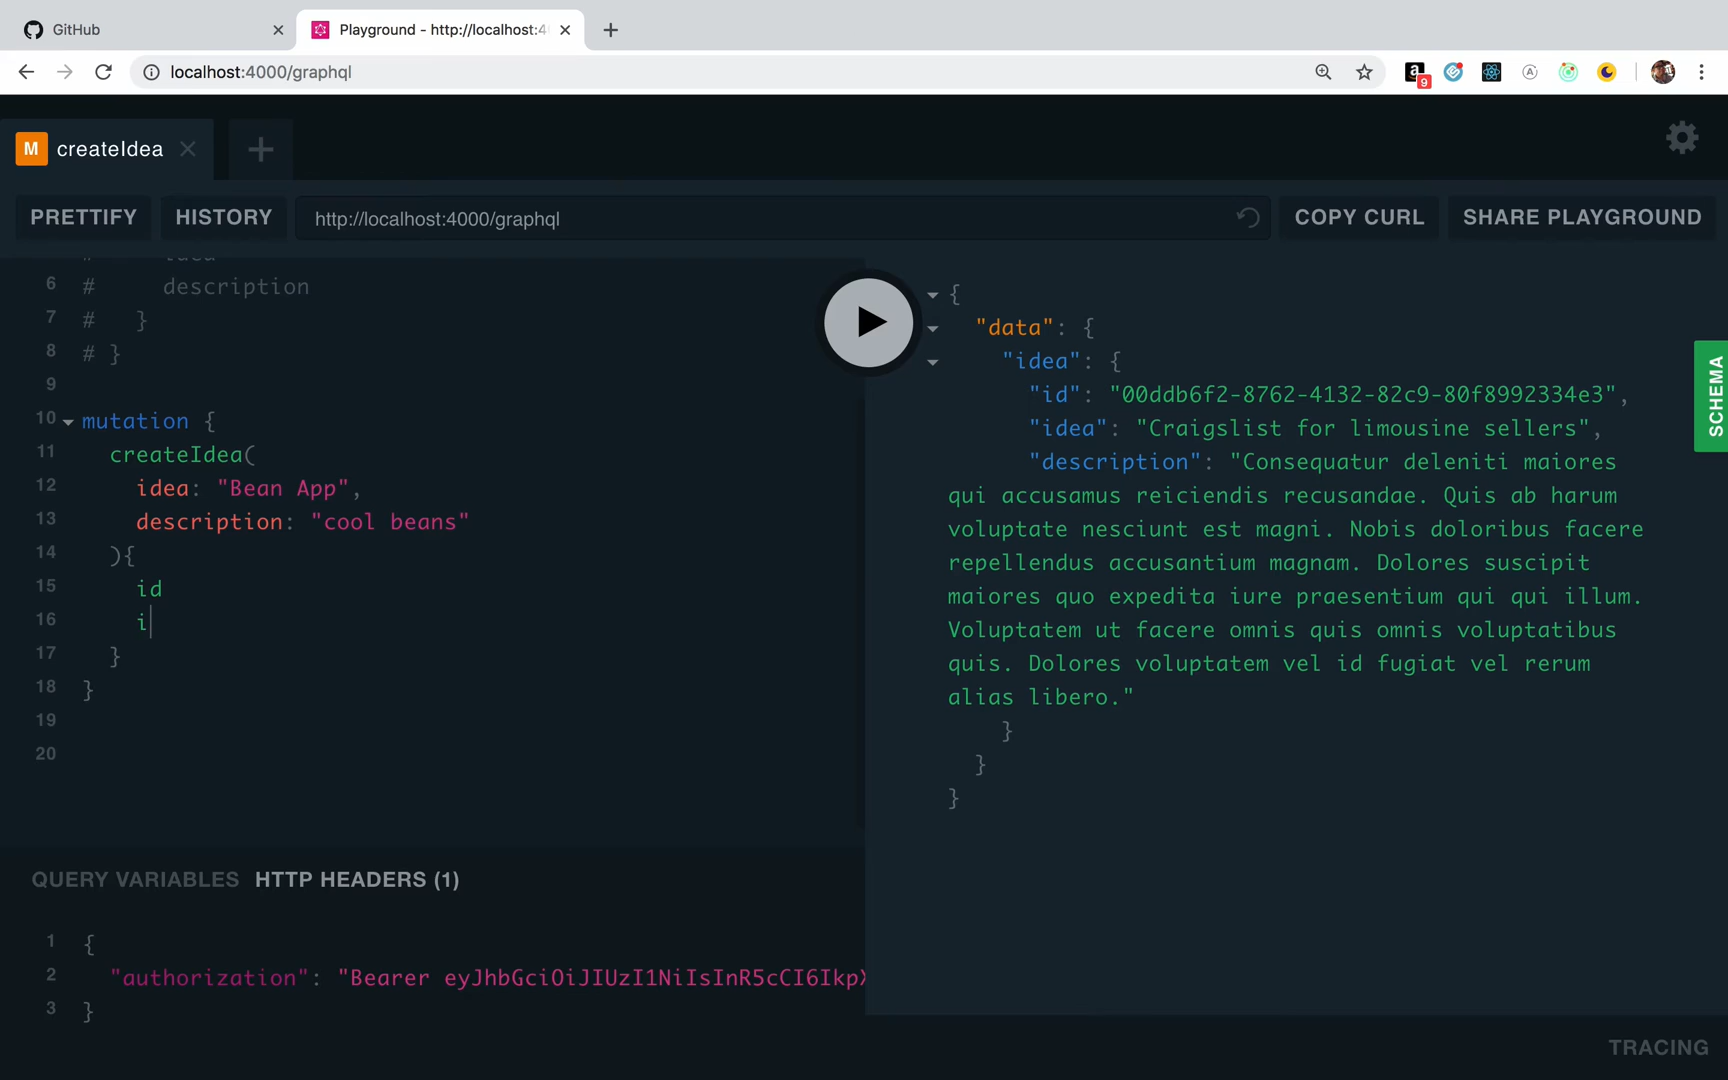 GitHub
Playground - http://localhost:4
localhost:4000/graphql
9
M createIdea
PRETTIFY HISTORY http://localhost:4000/graphql COPY CURL SHARE PLAYGROUND
# idea
6 # description
7 # }
8 # }
9
10 mutation {
11 createIdea(
12 idea: "Bean App",
13 description: "cool beans"
14 ){
15 id
16 i
17 }
18 }
19
20
{
"data": {
"idea": {
"id": "00ddb6f2-8762-4132-82c9-80f8992334e3",
"idea": "Craigslist for limousine sellers",
"description": "Consequatur deleniti maiores
qui accusamus reiciendis recusandae. Quis ab harum
voluptate nesciunt est magni. Nobis doloribus facere
repellendus accusantium magnam. Dolores suscipit
maiores quo expedita iure praesentium qui qui illum.
Voluptatem ut facere omnis quis omnis voluptatibus
quis. Dolores voluptatem vel id fugiat vel rerum
alias libero."
}
}
}
SCHEMA
QUERY VARIABLES HTTP HEADERS (1)
1 {
2 "authorization": "Bearer eyJhbGciOiJIUzI1NiIsInR5cCI6IkpX
3 }
TRACING